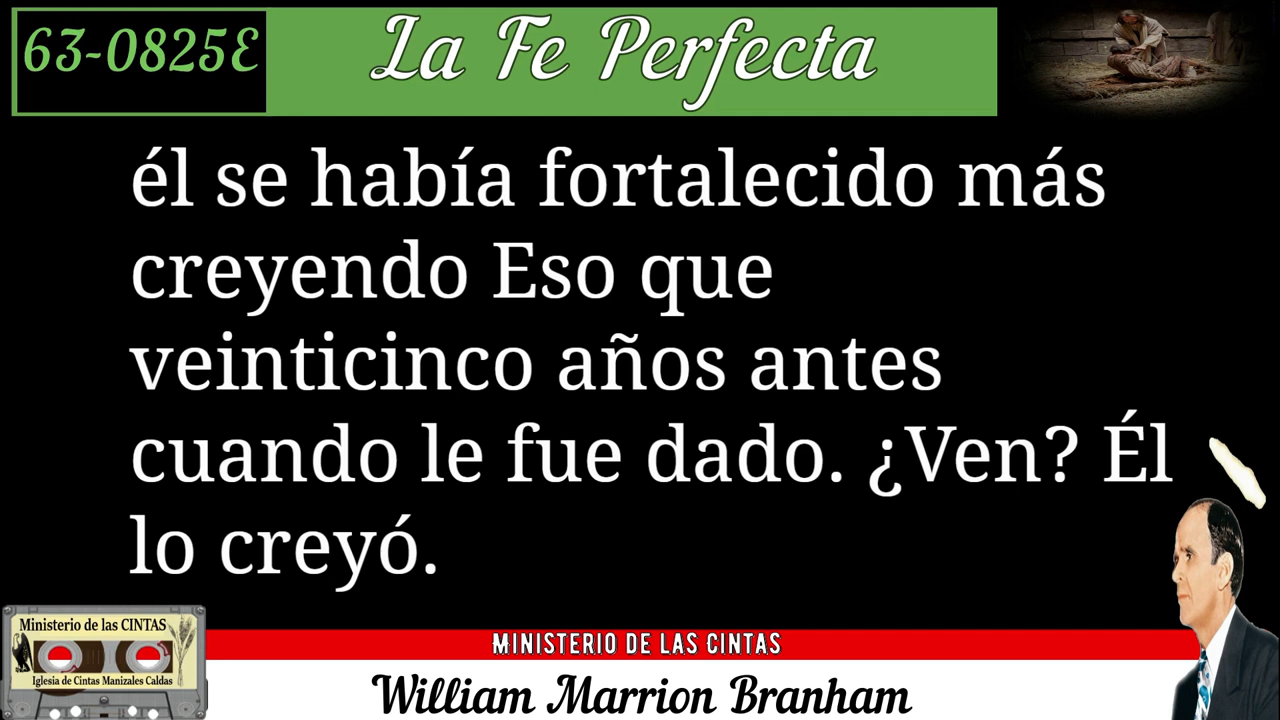 63-0825E
La Fe Perfecta
él se había fortalecido más
creyendo Eso que
veinticinco años antes
cuando le fue dado. ¿Ven? Él
lo creyó.
Ministerio de las CINTAS
Iglesia de Cintas Manizales Caldas
MINISTERIO DE LAS CINTAS
William Marrion Branham